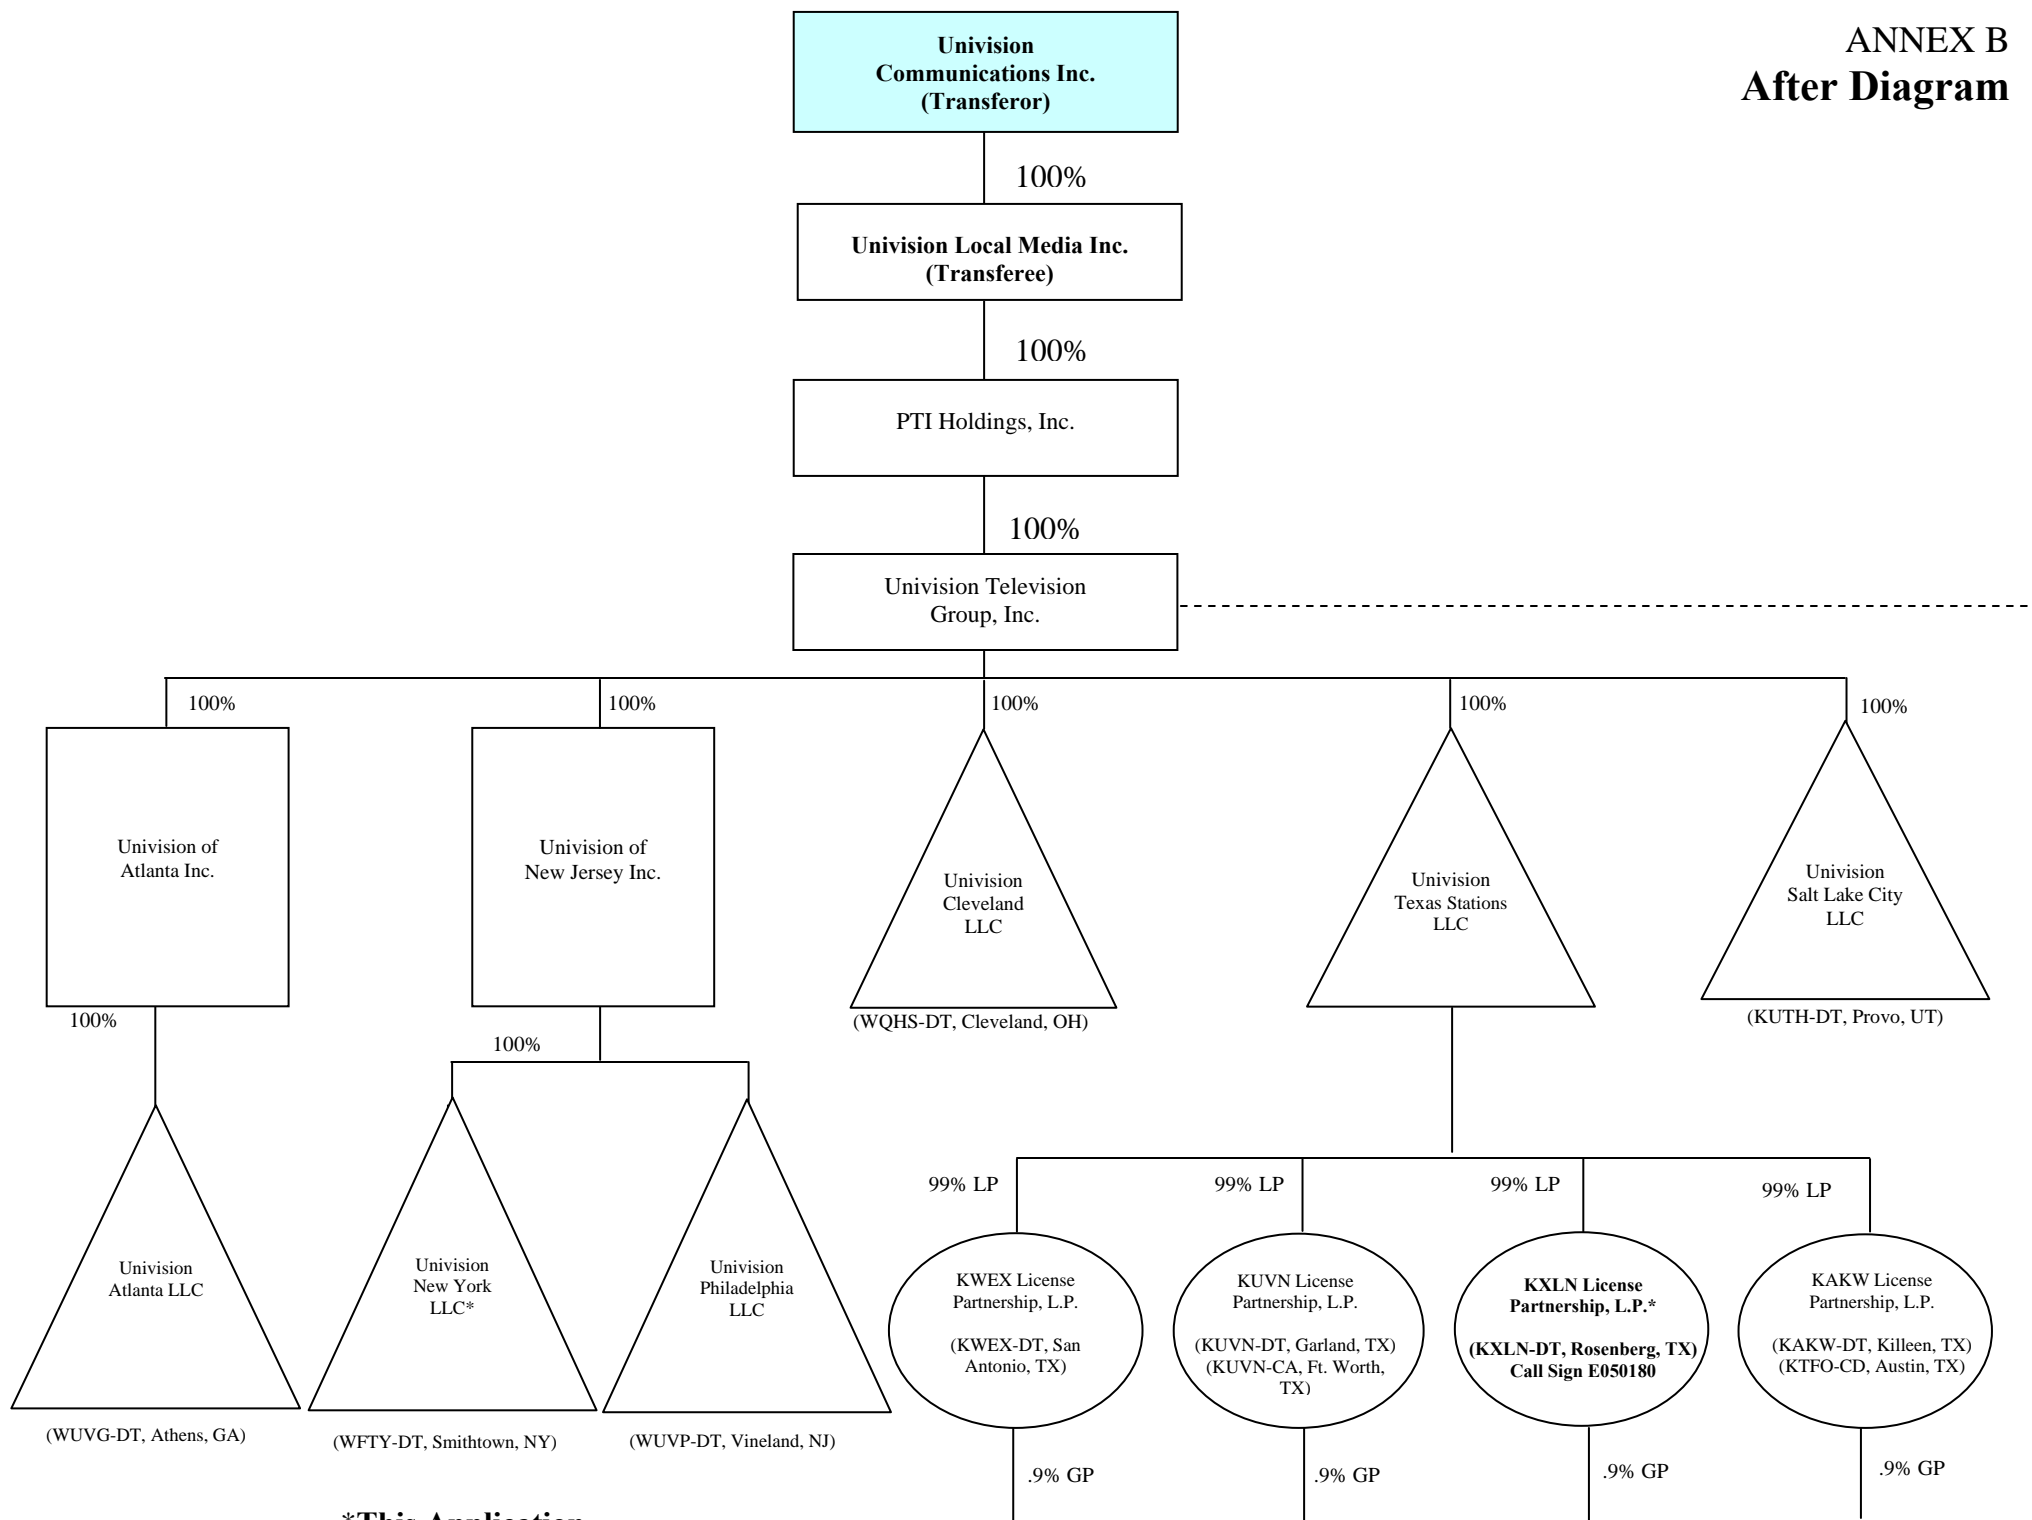 ANNEX B
After Diagram
Univision
Communications Inc.
(Transferor)
100%
Univision Local Media Inc.
(Transferee)
100%
PTI Holdings, Inc.
100%
Univision Television
Group, Inc.
100%
100%
100%
100%
100%
Univision of
Atlanta Inc.
Univision of
New Jersey Inc.
Univision
Cleveland
LLC
Univision
Texas Stations
LLC
Univision
Salt Lake City
LLC
100%
(WQHS-DT, Cleveland, OH)
(KUTH-DT, Provo, UT)
100%
99% LP
99% LP
99% LP
99% LP
Univision
Atlanta LLC
Univision
New York
LLC*
Univision
Philadelphia
LLC
KWEX License
Partnership, L.P.
(KWEX-DT, San
Antonio, TX)
KUVN License
Partnership, L.P.
(KUVN-DT, Garland, TX)
(KUVN-CA, Ft. Worth,
TX)
KXLN License
Partnership, L.P.*
(KXLN-DT, Rosenberg, TX)
Call Sign E050180
KAKW License
Partnership, L.P.
(KAKW-DT, Killeen, TX)
(KTFO-CD, Austin, TX)
(WUVG-DT, Athens, GA)
(WFTY-DT, Smithtown, NY)
(WUVP-DT, Vineland, NJ)
.9% GP
.9% GP
.9% GP
.9% GP
*This Application